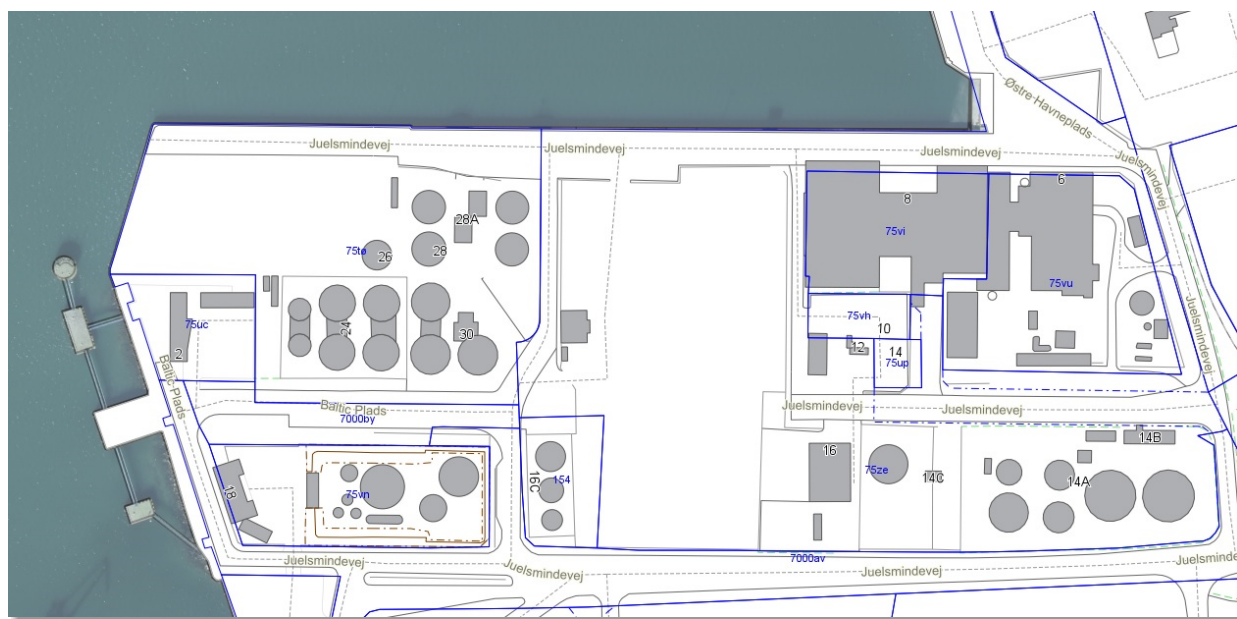 Østre Havneplads
Juelsmindevej
Juelsmindevej
Juelsmindevej
Juelsmindevej
6
8
28A
75vi
75tø
26
28
75vu
75uc
2
24
30
75vh
10
12
14
75up
Juelsmindevej
Baltic Plads
Baltic Plads
7000by
Juelsmindevej
Juelsmindevej
18
75vn
16C
154
16
75ze
14C
14A
14B
7000av
Juelsmindevej
Juelsmindevej
Juelsmindevej
Juelsminde